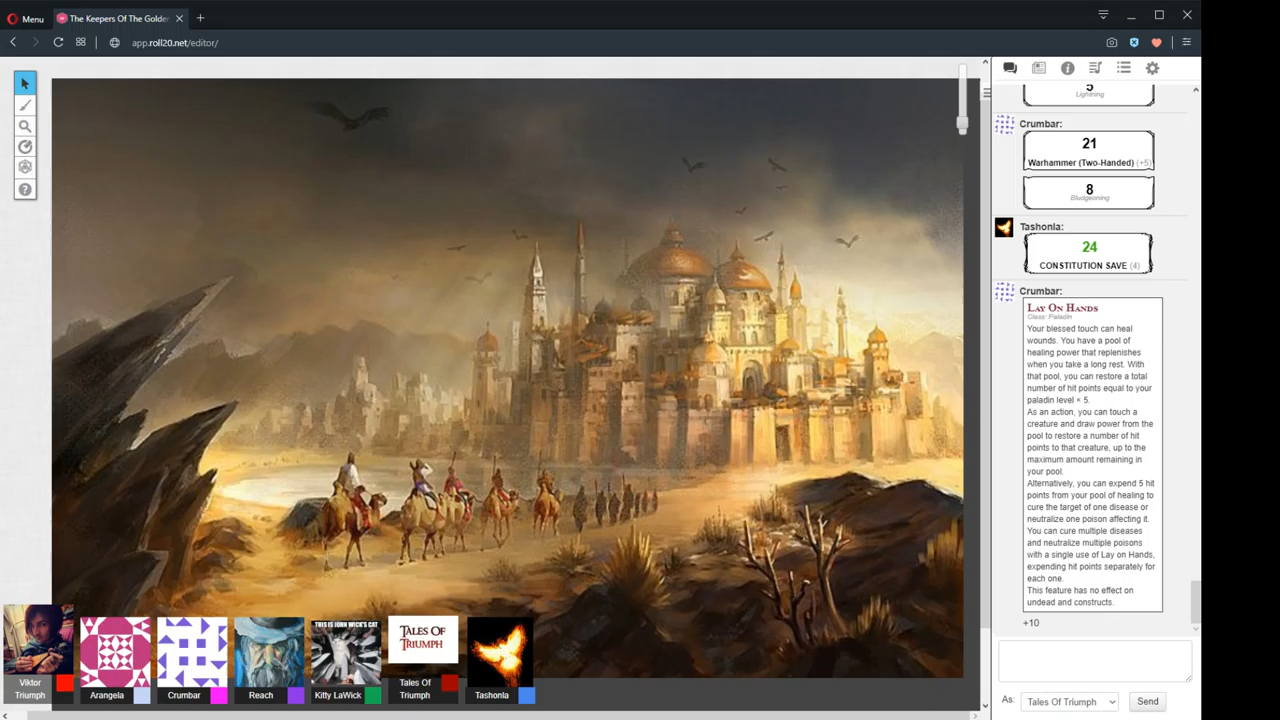 Menu
The Keepers Of The Golden
app.roll20.net/editor/
5
Lightning
Crumbar:
21
Warhammer (Two-Handed) (+5)
8
Bludgeoning
Tashonia:
24
CONSTITUTION SAVE (4)
Crumbar:
LAY ON HANDS
Class: Paladin
Your blessed touch can heal
wounds. You have a pool of
healing power that replenishes
when you take a long rest. With
that pool, you can restore a total
number of hit points equal to your
paladin level × 5.
As an action, you can touch a
creature and draw power from the
pool to restore a number of hit
points to that creature, up to the
maximum amount remaining in
your pool.
Alternatively, you can expend 5 hit
points from your pool of healing to
cure the target of one disease or
neutralize one poison affecting it.
You can cure multiple diseases
and neutralize multiple poisons
with a single use of Lay on Hands,
expending hit points separately for
each one.
This feature has no effect on
undead and constructs.
+10
As:
Tales Of Triumph
Send
THIS IS JOHN WICK'S CAT
TALES OF
TRIUMPH
Viktor
Triumph
Arangela
Crumbar
Reach
Kitty LaWick
Tales Of
Triumph
Tashonia